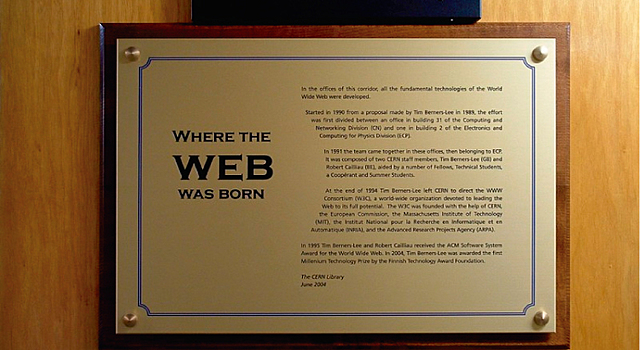 WHERE THE
WEB
WAS BORN
In the offices of this corridor, all the fundamental technologies of the World
Wide Web were developed.
Started in 1990 from a proposal made by Tim Berners-Lee in 1989, the effort
was first divided between an office in building 31 of the Computing and
Networking Division (CN) and one in building 2 of the Electronics and
Computing for Physics Division (ECP).
In 1991 the team came together in these offices, then belonging to ECP.
It was composed of two CERN staff members, Tim Berners-Lee (GB) and
Robert Cailliau (BE), aided by a number of Fellows, Technical Students,
a Coopérant and Summer Students.
At the end of 1994 Tim Berners-Lee left CERN to direct the WWW
Consortium (W3C), a world-wide organization devoted to leading the
Web to its full potential. The W3C was founded with the help of CERN,
the European Commission, the Massachusetts Institute of Technology
(MIT), the Institut National pour la Recherche en Informatique et en
Automatique (INRIA), and the Advanced Research Projects Agency (ARPA).
In 1995 Tim Berners-Lee and Robert Cailliau received the ACM Software System
Award for the World Wide Web. In 2004, Tim Berners-Lee was awarded the first
Millenium Technology Prize by the Finnish Technology Award Foundation.
The CERN Library
June 2004